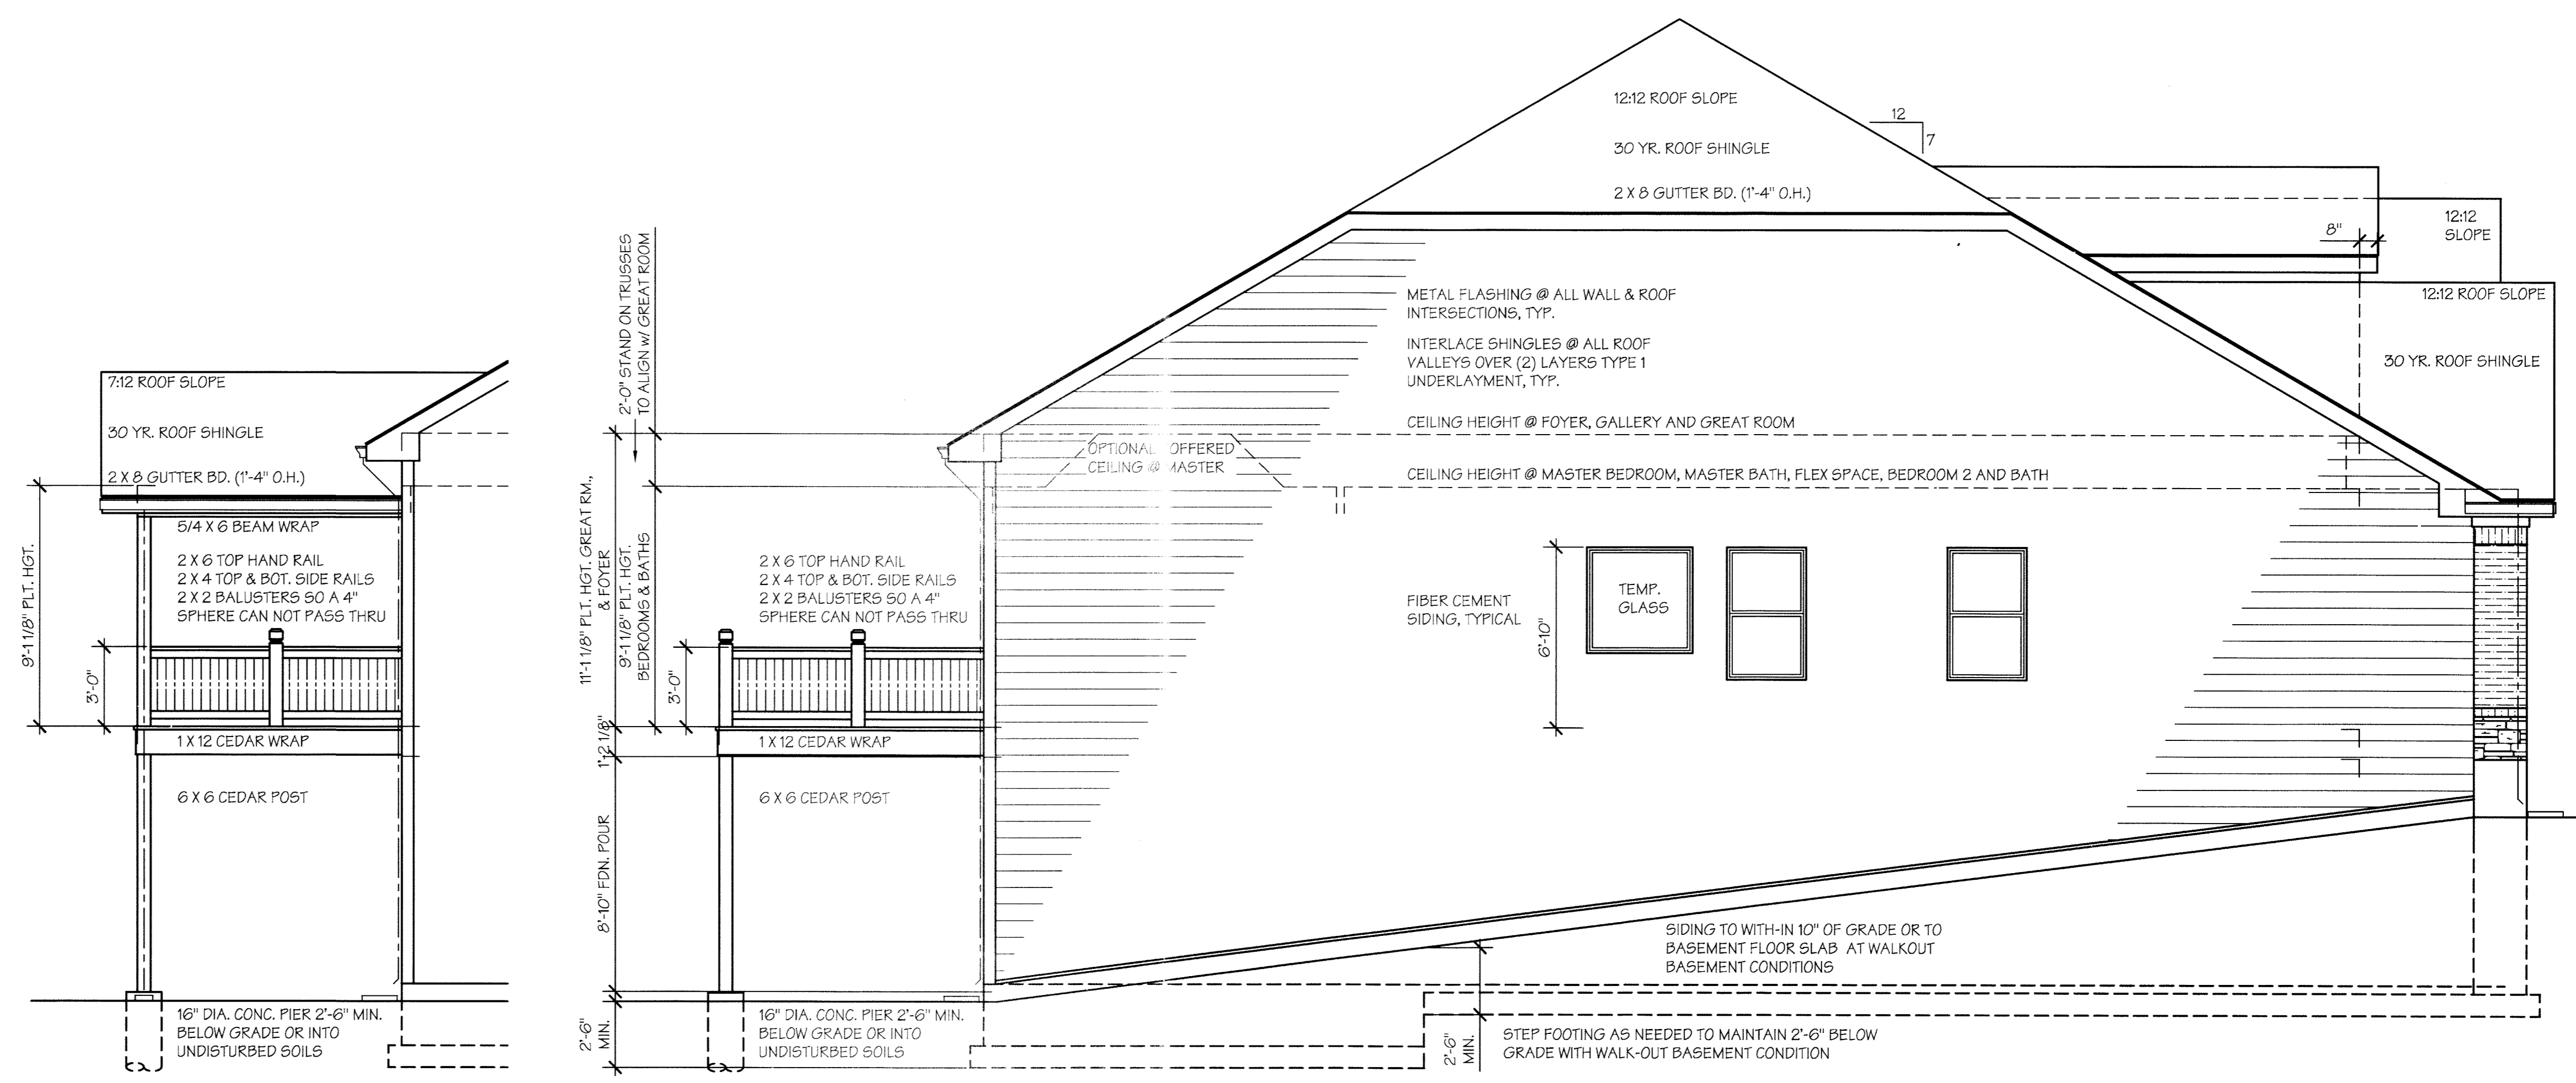 7:12 ROOF SLOPE
30 YR. ROOF SHINGLE
2 X 8 GUTTER BD. (1'-4" O.H.)
5/4 X 6 BEAM WRAP
2 X 6 TOP HAND RAIL
2 X 4 TOP & BOT. SIDE RAILS
2 X 2 BALUSTERS SO A 4"
SPHERE CAN NOT PASS THRU
9'-1 1/8" PLT. HGT.
3'-0"
1 X 12 CEDAR WRAP
6 X 6 CEDAR POST
16" DIA. CONC. PIER 2'-6" MIN.
BELOW GRADE OR INTO
UNDISTURBED SOILS
2'-0" STAND ON TRUSSES
TO ALIGN w/ GREAT ROOM
11'-1 1/8" PLT. HGT. GREAT RM.,
& FOYER
9'-1 1/8" PLT. HGT.
BEDROOMS & BATHS
1'-2 1/8"
8'-10" FDN. POUR
2'-6"
MIN.
2 X 6 TOP HAND RAIL
2 X 4 TOP & BOT. SIDE RAILS
2 X 2 BALUSTERS SO A 4"
SPHERE CAN NOT PASS THRU
3'-0"
1 X 12 CEDAR WRAP
6 X 6 CEDAR POST
16" DIA. CONC. PIER 2'-6" MIN.
BELOW GRADE OR INTO
UNDISTURBED SOILS
12:12 ROOF SLOPE
30 YR. ROOF SHINGLE
2 X 8 GUTTER BD. (1'-4" O.H.)
12
7
8"
12:12
SLOPE
12:12 ROOF SLOPE
30 YR. ROOF SHINGLE
METAL FLASHING @ ALL WALL & ROOF
INTERSECTIONS, TYP.
INTERLACE SHINGLES @ ALL ROOF
VALLEYS OVER (2) LAYERS TYPE 1
UNDERLAYMENT, TYP.
CEILING HEIGHT @ FOYER, GALLERY AND GREAT ROOM
OPTIONAL OFFERED
CEILING @ MASTER
CEILING HEIGHT @ MASTER BEDROOM, MASTER BATH, FLEX SPACE, BEDROOM 2 AND BATH
FIBER CEMENT
SIDING, TYPICAL
6'-10"
TEMP.
GLASS
SIDING TO WITH-IN 10" OF GRADE OR TO
BASEMENT FLOOR SLAB AT WALKOUT
BASEMENT CONDITIONS
2'-6"
MIN.
STEP FOOTING AS NEEDED TO MAINTAIN 2'-6" BELOW
GRADE WITH WALK-OUT BASEMENT CONDITION